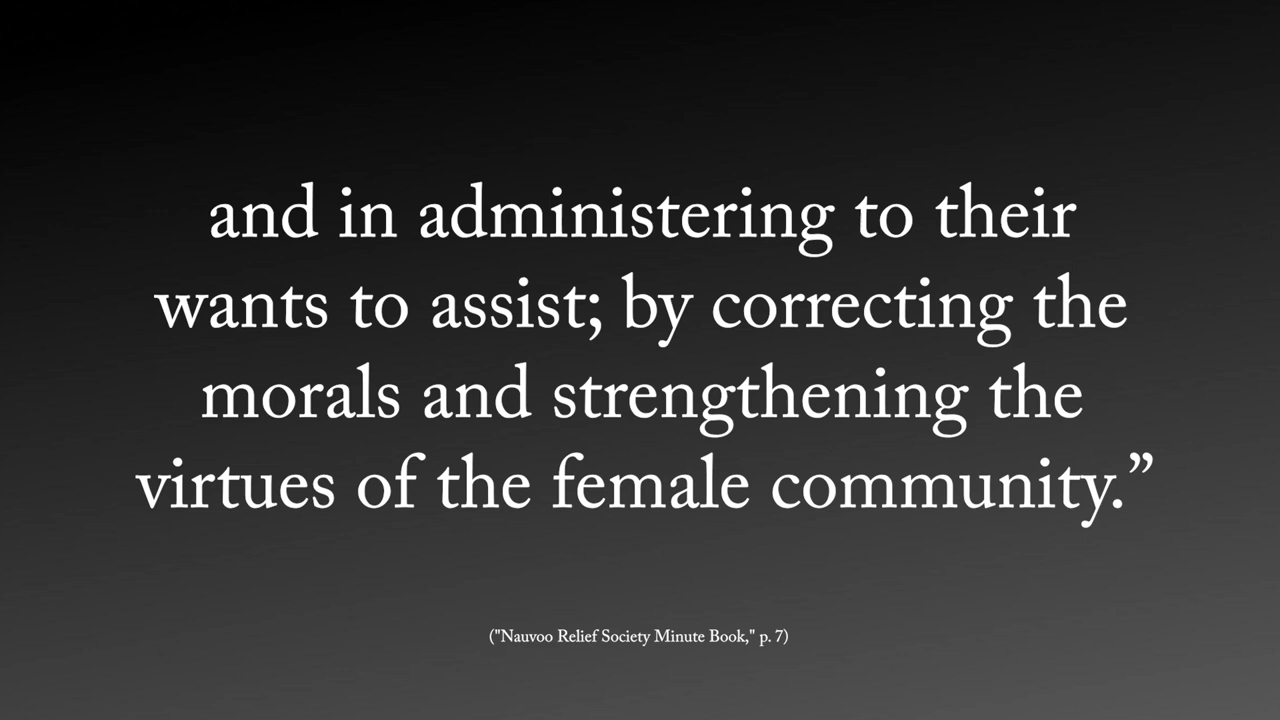 and in administering to their
wants to assist; by correcting the
morals and strengthening the
virtues of the female community.”
("Nauvoo Relief Society Minute Book," p. 7)